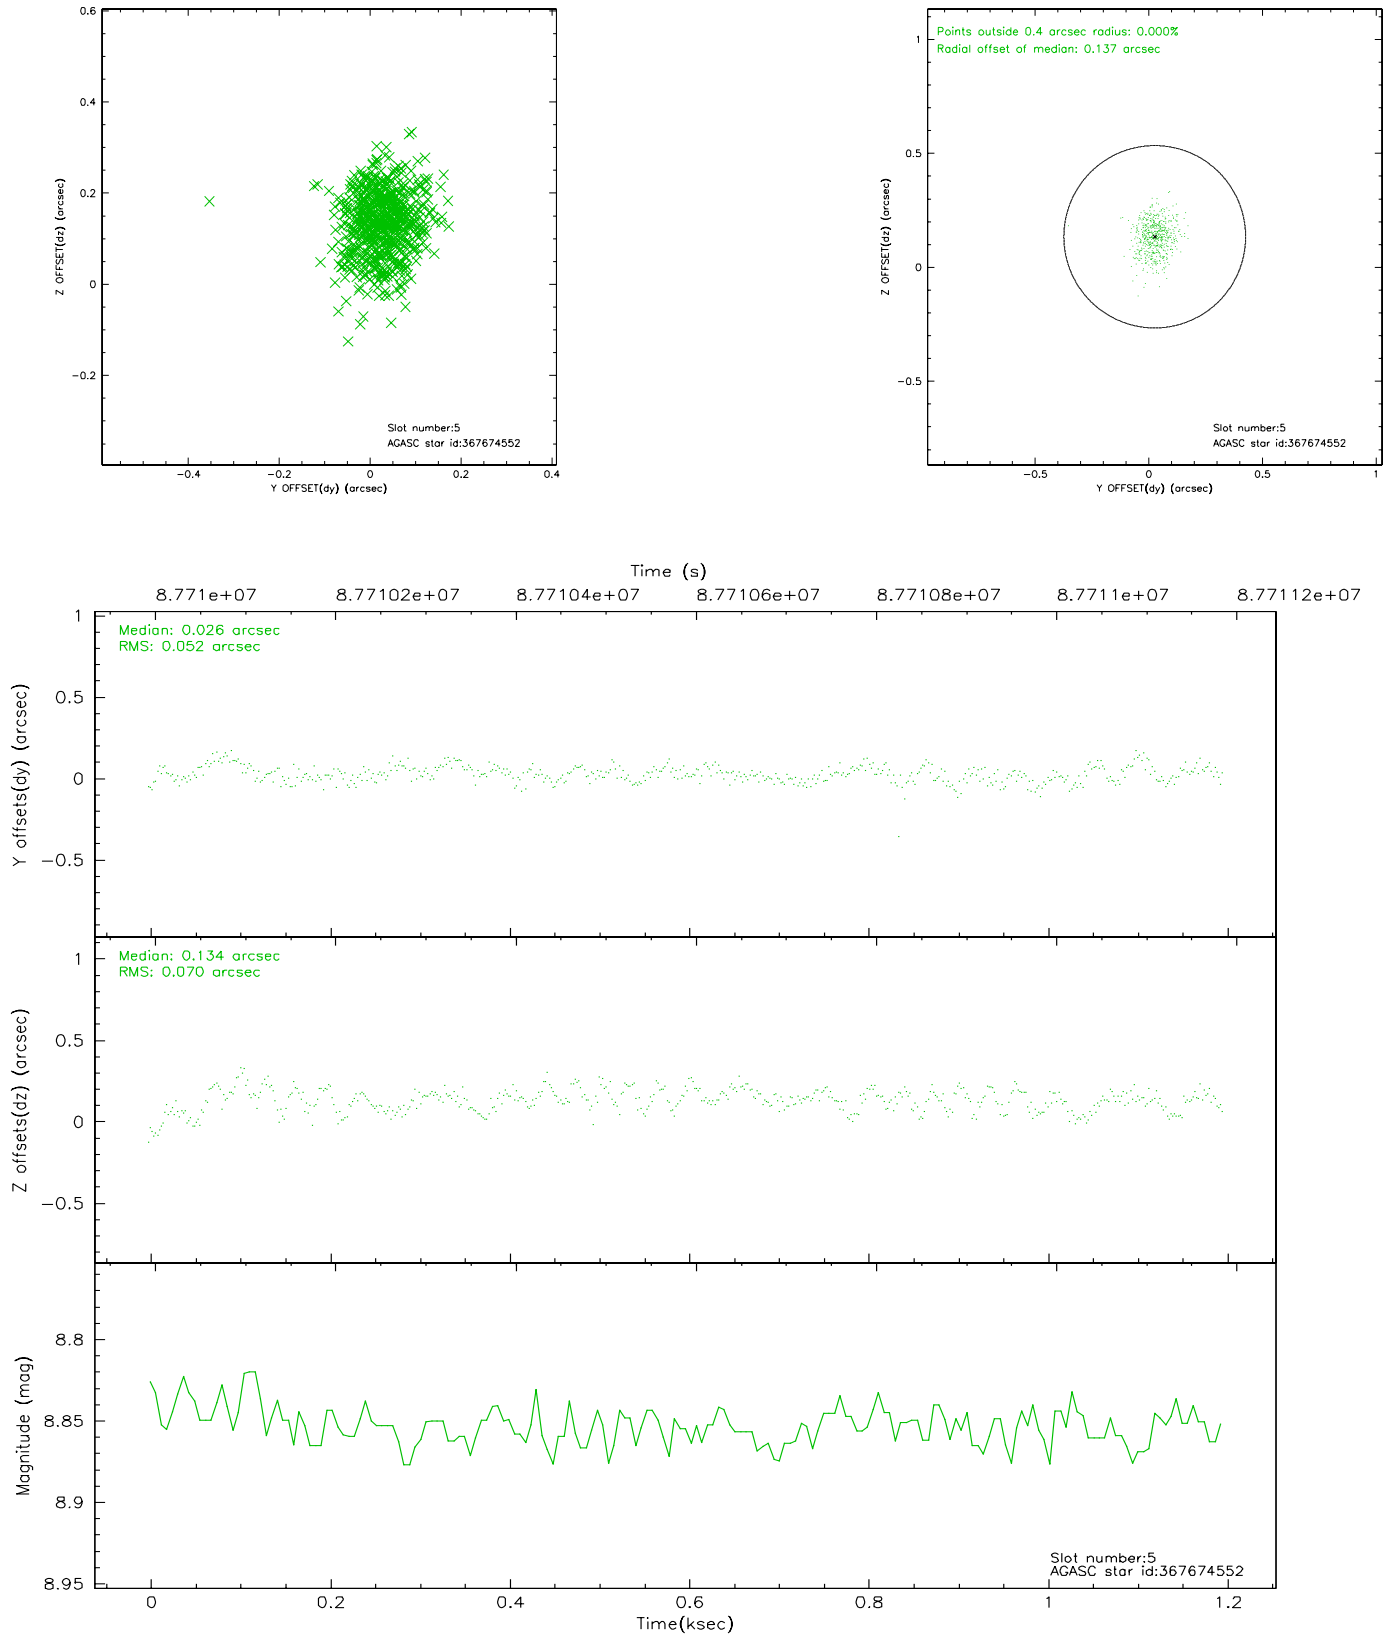 0.6
0.4
0.2
0
−0.2
Z OFFSET(dz) (arcsec)
−0.4
−0.2
0
0.2
0.4
Y OFFSET(dy) (arcsec)
Slot number:5
AGASC star id:367674552
Points outside 0.4 arcsec radius: 0.000%
Radial offset of median: 0.137 arcsec
1
0.5
0
−0.5
Z OFFSET(dz) (arcsec)
−0.5
0
0.5
1
Y OFFSET(dy) (arcsec)
Slot number:5
AGASC star id:367674552
Time (s)
8.771e+07
8.77102e+07
8.77104e+07
8.77106e+07
8.77108e+07
8.7711e+07
8.77112e+07
Median: 0.026 arcsec
RMS: 0.052 arcsec
1
0.5
0
−0.5
Y offsets(dy) (arcsec)
Median: 0.134 arcsec
RMS: 0.070 arcsec
1
0.5
0
−0.5
Z offsets(dz) (arcsec)
8.8
8.85
8.9
8.95
Magnitude (mag)
Slot number:5
AGASC star id:367674552
0
0.2
0.4
0.6
0.8
1
1.2
Time(ksec)